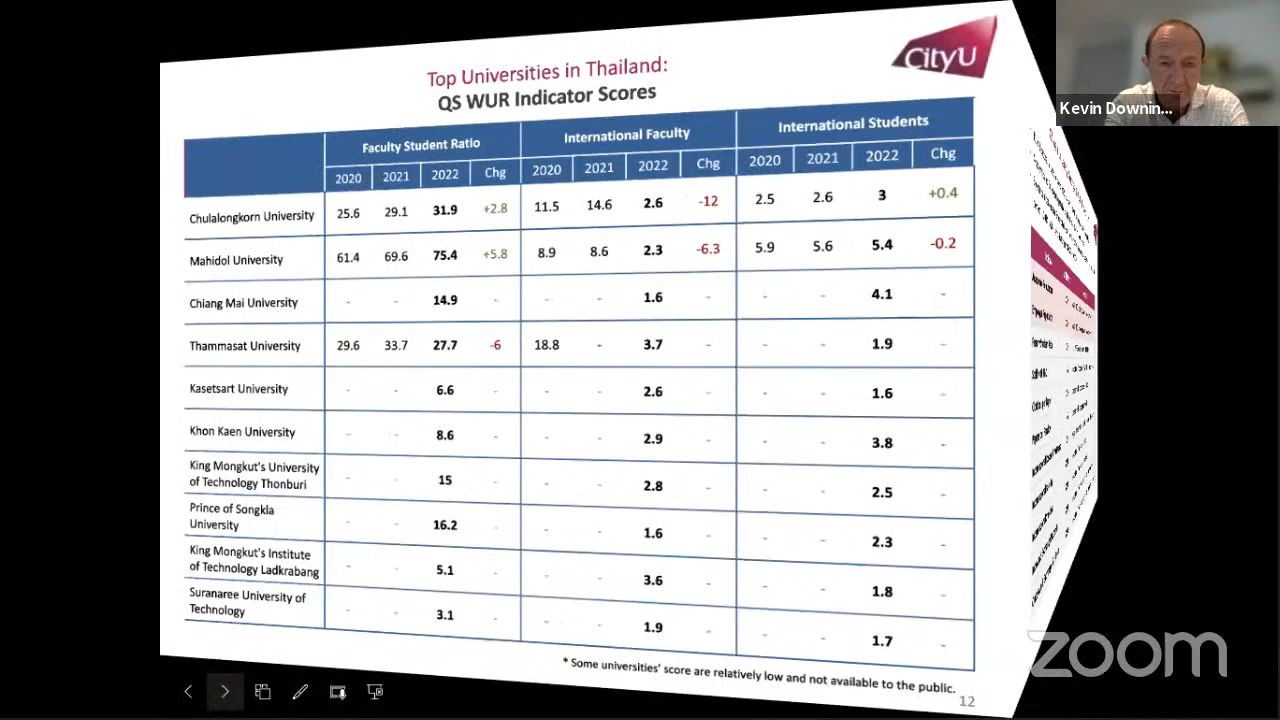 Top Universities in Thailand:
QS WUR Indicator Scores
CityU
Kevin Downin...
Faculty Student Ratio International Faculty International Students
2020 2021 2022 Chg 2020 2021 2022 Chg 2020 2021 2022 Chg
Chulalongkorn University 25.6 29.1 31.9 +2.8 11.5 14.6 2.6 -12 2.5 2.6 3 +0.4
Mahidol University 61.4 69.6 75.4 +5.8 8.9 8.6 2.3 -6.3 5.9 5.6 5.4 -0.2
Chiang Mai University - - 14.9 - - - 1.6 - - - 4.1 -
Thammasat University 29.6 33.7 27.7 -6 18.8 - 3.7 - - - 1.9 -
Kasetsart University - - 6.6 - - - 2.6 - - - 1.6 -
Khon Kaen University - - 8.6 - - - 2.9 - - - 3.8 -
King Mongkut's University
of Technology Thonburi - - 15 - - - 2.8 - - - 2.5 -
Prince of Songkla
University - - 16.2 - - - 1.6 - - - 2.3 -
King Mongkut's Institute
of Technology Ladkrabang - - 5.1 - - - 3.6 - - - 1.8 -
Suranaree University of
Technology - - 3.1 - - - 1.9 - - - 1.7 -
* Some universities' score are relatively low and not available to the public.
12
zoom